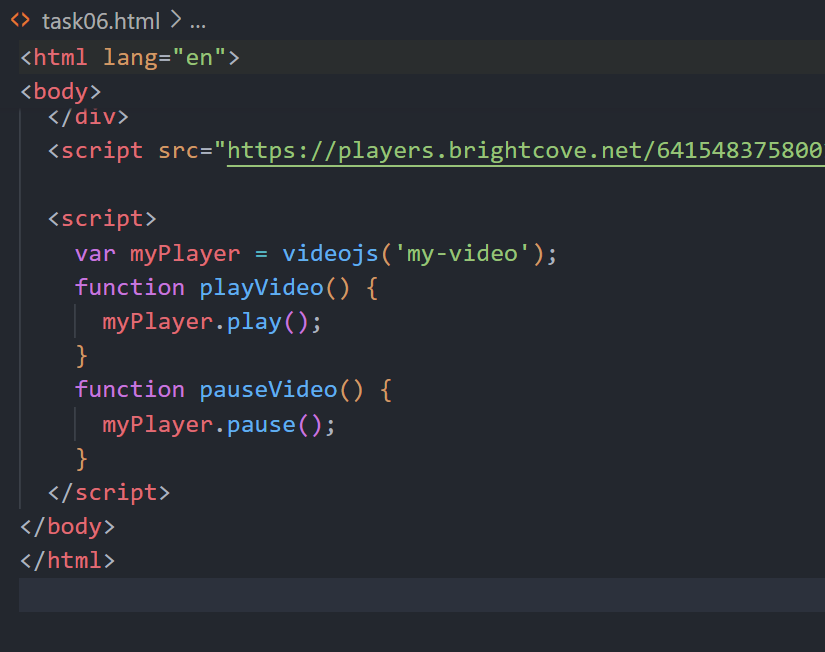 task06.html > ...
<html lang="en">
<body>
</div>
<script src="https://players.brightcove.net/641548375800
<script>
var myPlayer = videojs('my-video');
function playVideo() {
myPlayer.play();
}
function pauseVideo() {
myPlayer.pause();
}
</script>
</body>
</html>